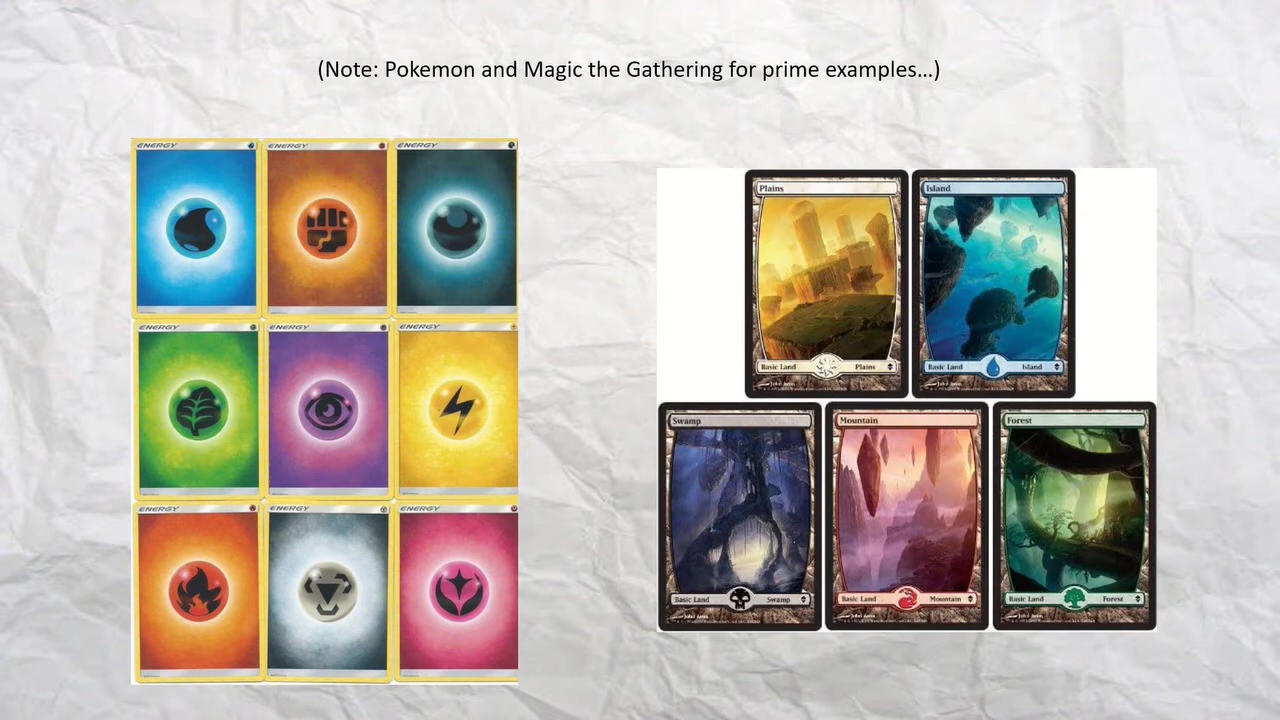 (Note: Pokemon and Magic the Gathering for prime examples…)
ENERGY
ENERGY
ENERGY
ENERGY
ENERGY
ENERGY
ENERGY
ENERGY
ENERGY
Plains
Island
Basic Land Plains
Basic Land Island
Swamp
Mountain
Forest
Basic Land Swamp
Basic Land Mountain
Basic Land Forest